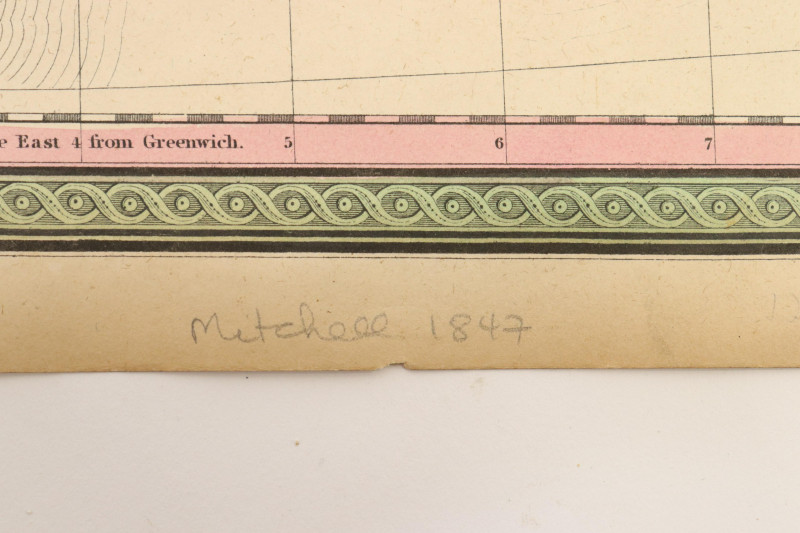 e East 4 from Greenwich. 5 6 7
Mitchell 1847